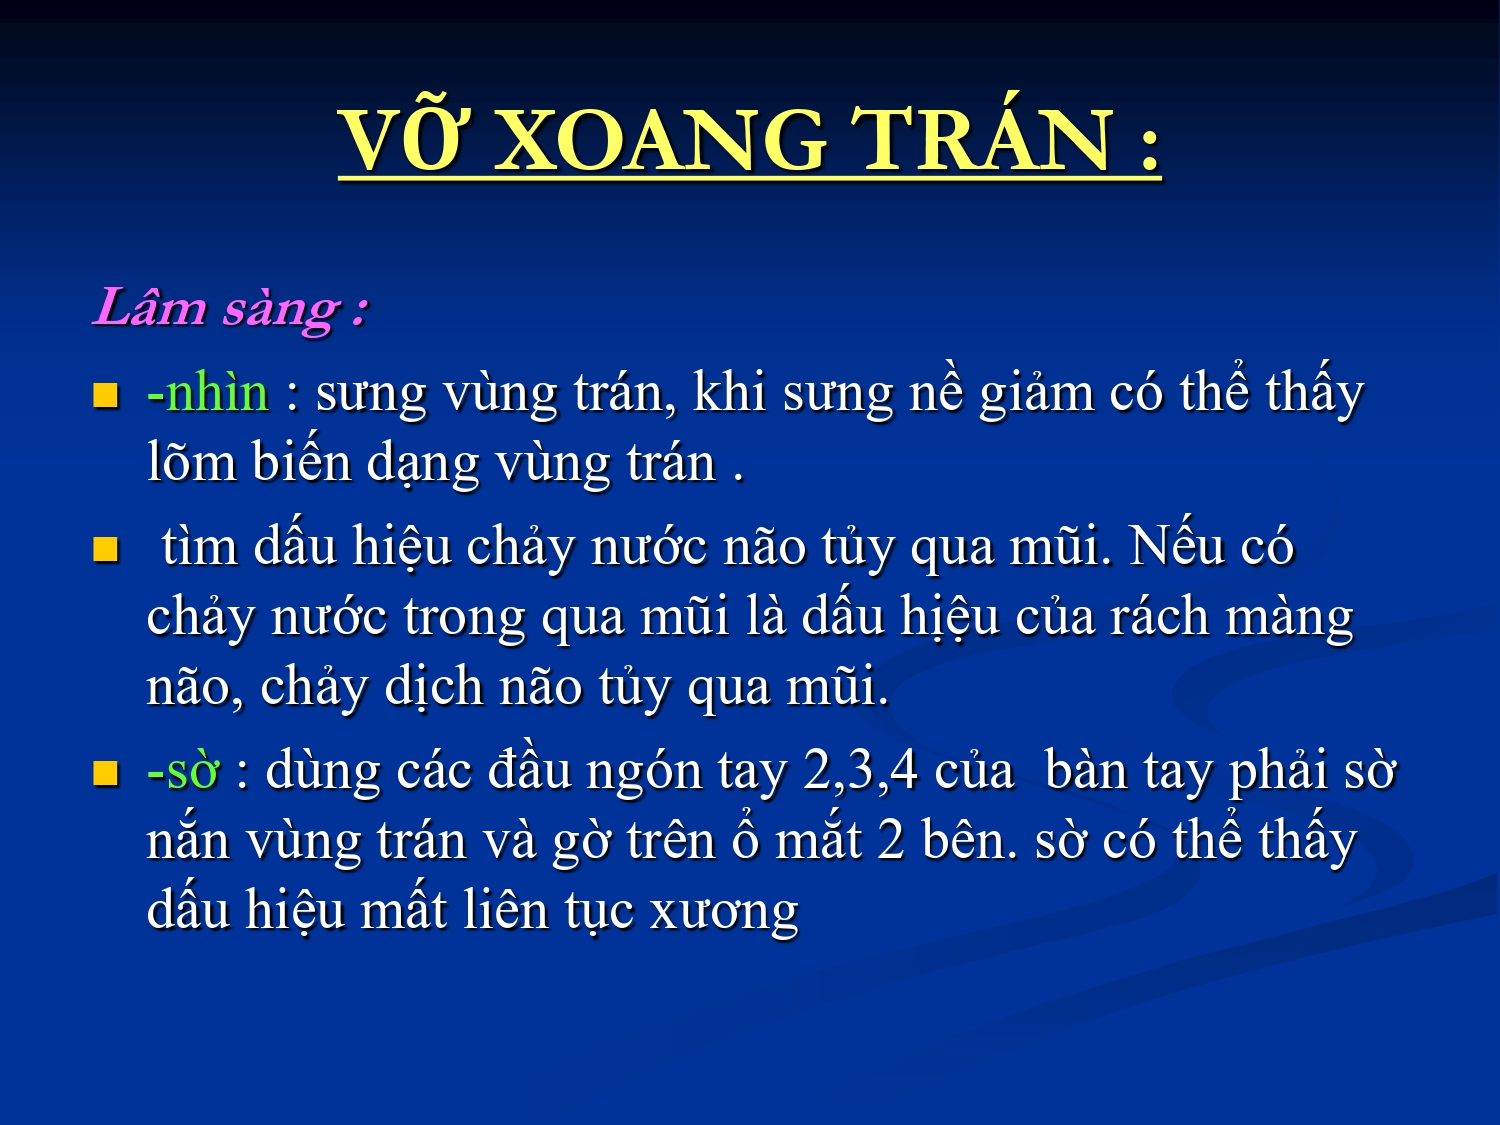 VỠ XOANG TRÁN :
Lâm sàng :
-nhìn : sưng vùng trán, khi sưng nề giảm có thể thấy
lõm biến dạng vùng trán .
tìm dấu hiệu chảy nước não tủy qua mũi. Nếu có
chảy nước trong qua mũi là dấu hịệu của rách màng
não, chảy dịch não tủy qua mũi.
-sờ : dùng các đầu ngón tay 2,3,4 của  bàn tay phải sờ
nắn vùng trán và gờ trên ổ mắt 2 bên. sờ có thể thấy
dấu hiệu mất liên tục xương